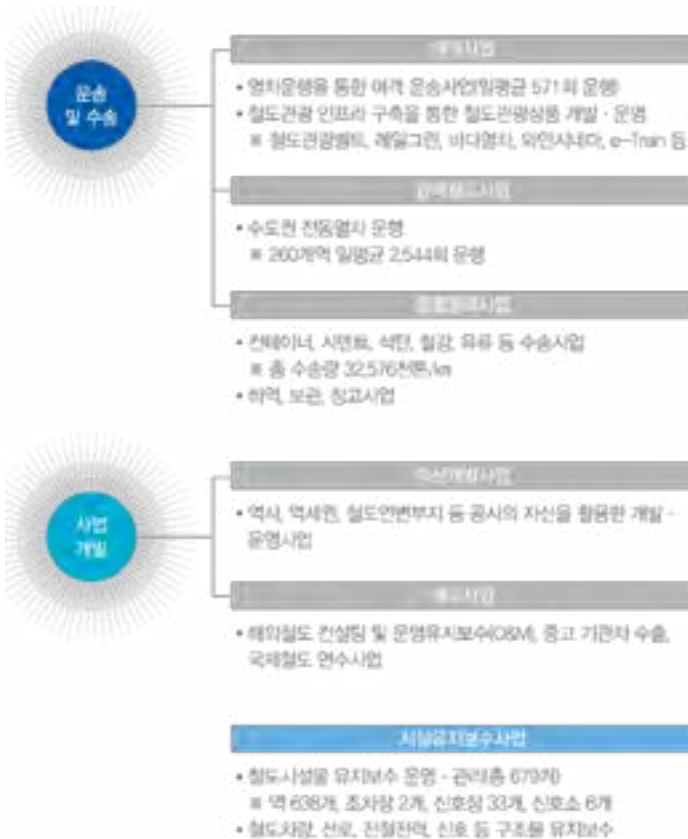 운송
및 수송
여객사업
• 열차운행을 통한 여객 운송사업(일평균 571회 운행)
• 철도관광 인프라 구축을 통한 철도관광상품 개발 · 운영
※ 철도관광벨트, 레일그린, 바다열차, 와인시네마, e-Train 등
광역철도사업
• 수도권 전동열차 운행
※ 260개역 일평균 2,544회 운행
• 컨테이너, 시멘트, 석탄, 철강, 유류 등 수송사업
※ 총 수송량 32,576천톤/km
• 하역, 보관, 창고사업
사업
개발
자산개발사업
• 역사, 역세권, 철도연변부지 등 공사의 자산을 활용한 개발 ·
운영사업
해외사업
• 해외철도 컨설팅 및 운영유지보수(O&M), 중고 기관차 수출,
국제철도 연수사업
시설유지보수사업
• 철도시설물 유지보수 운영 · 관리(총 679개)
※ 역 638개, 조차장 2개, 신호장 33개, 신호소 6개
• 철도차량, 선로, 전철전력, 신호 등 구조물 유지보수